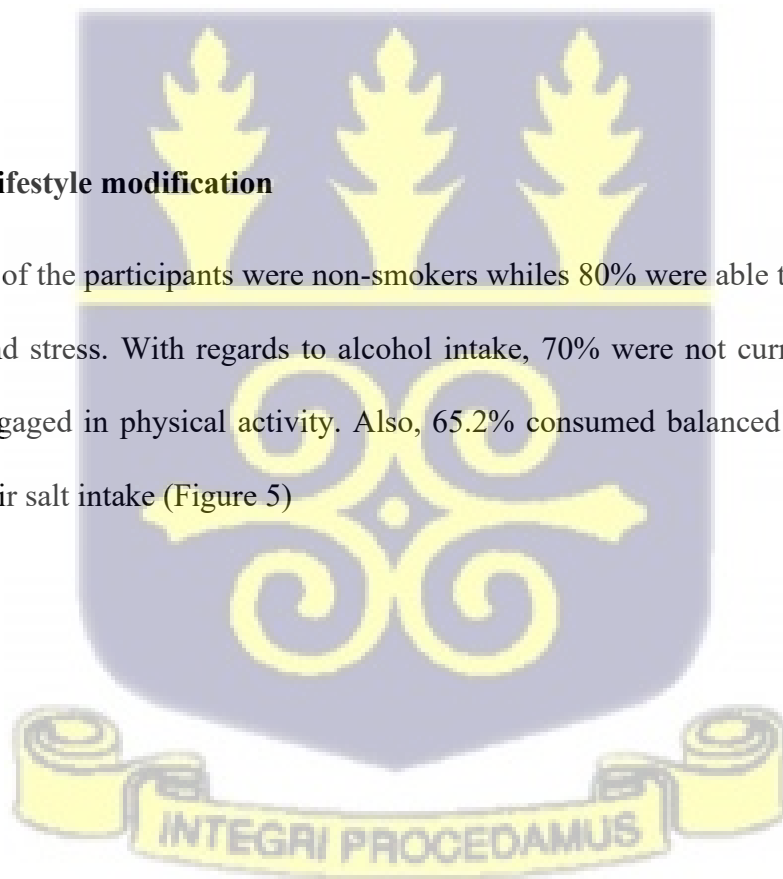 ifestyle modification
of the participants were non-smokers whiles 80% were able t
nd stress. With regards to alcohol intake, 70% were not curr
gaged in physical activity. Also, 65.2% consumed balanced
ir salt intake (Figure 5)
INTEGRI PROCEDAMUS